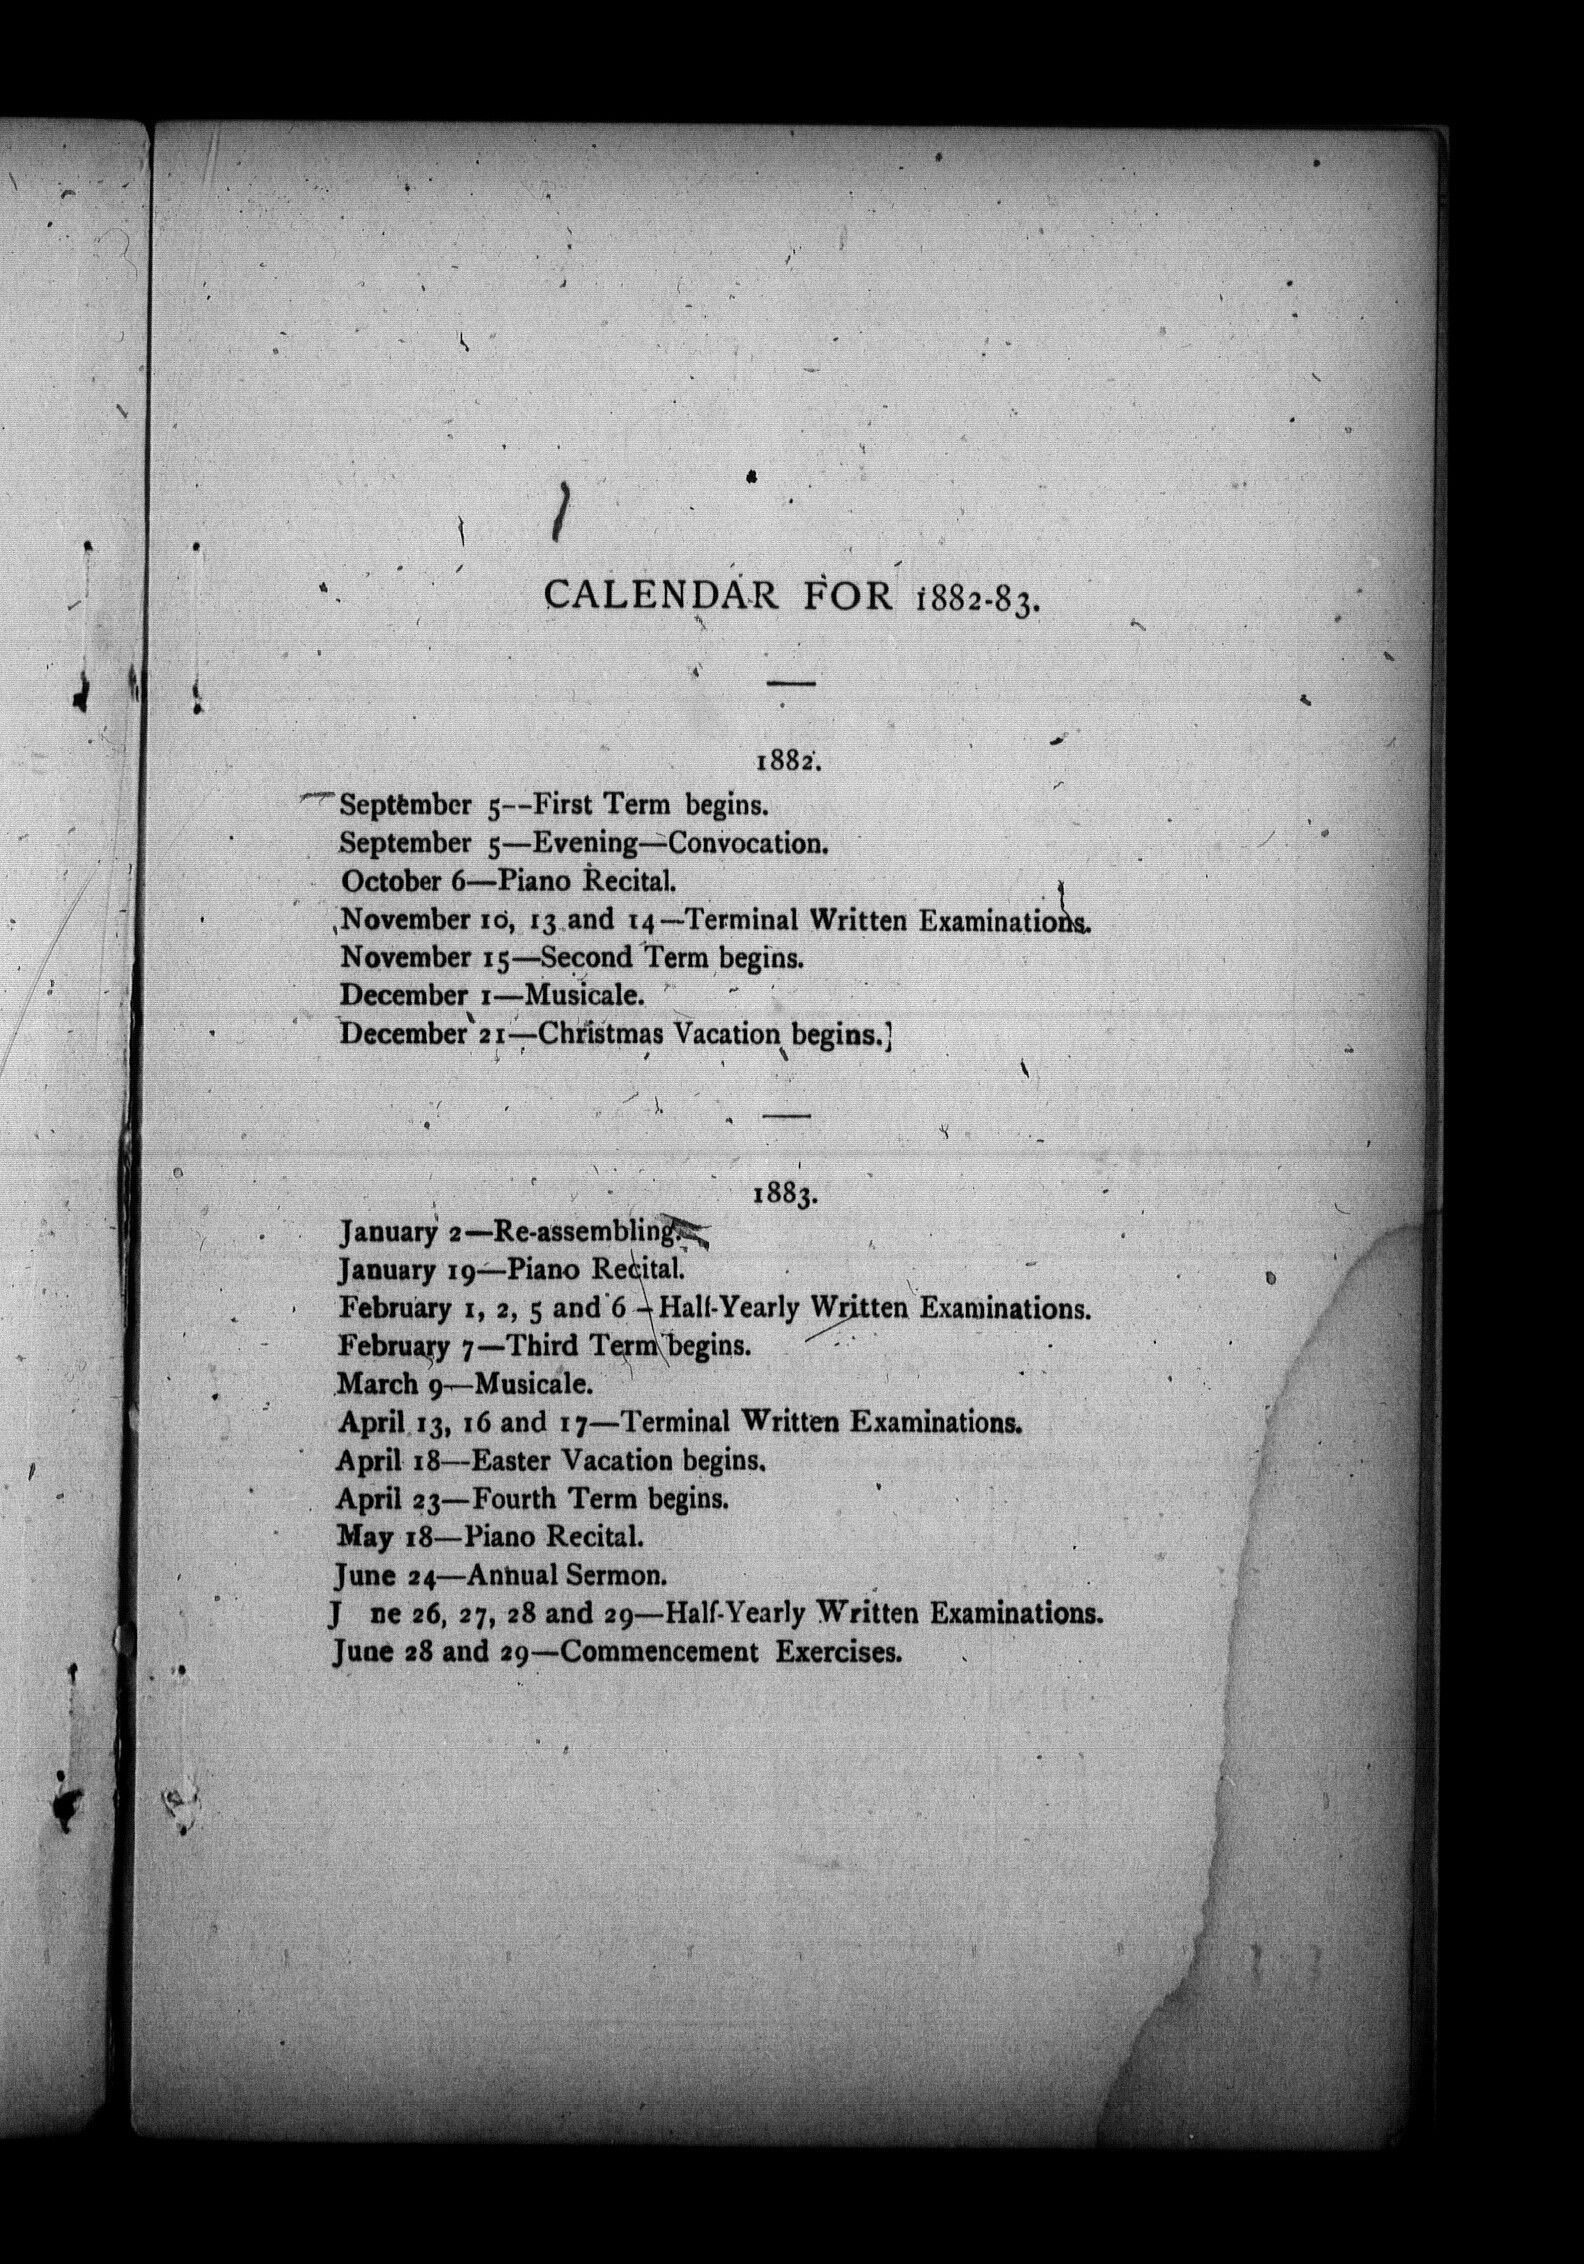 CALENDAR FOR 1882-83.
1882.
September 5--First Term begins.
September 5—Evening—Convocation.
October 6—Piano Recital.
November 10, 13 and 14—Terminal Written Examinations.
November 15—Second Term begins.
December 1—Musicale.
December 21—Christmas Vacation begins.]
1883.
January 2—Re-assembling.
January 19—Piano Recital.
February 1, 2, 5 and 6—Half-Yearly Written Examinations.
February 7—Third Term begins.
March 9—Musicale.
April 13, 16 and 17—Terminal Written Examinations.
April 18—Easter Vacation begins.
April 23—Fourth Term begins.
May 18—Piano Recital.
June 24—Annual Sermon.
J ne 26, 27, 28 and 29—Half-Yearly Written Examinations.
June 28 and 29—Commencement Exercises.